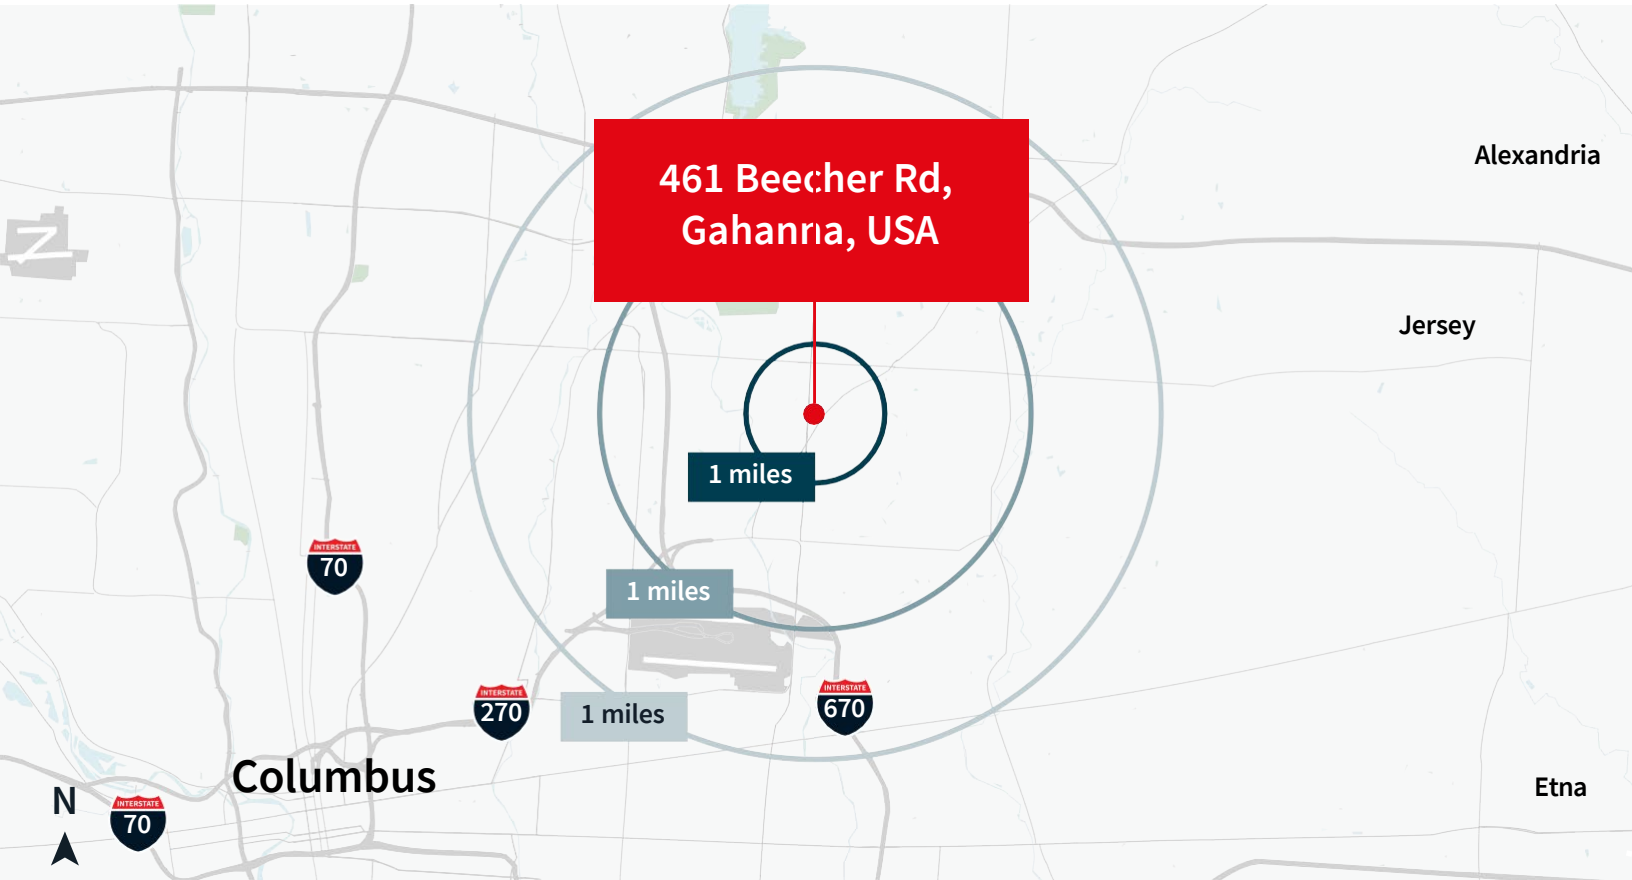 Alexandria
461 Beecher Rd,
Gahanna, USA
Jersey
1 miles
INTERSTATE
70
1 miles
INTERSTATE
270
1 miles
INTERSTATE
670
Columbus
Etna
N
INTERSTATE
70